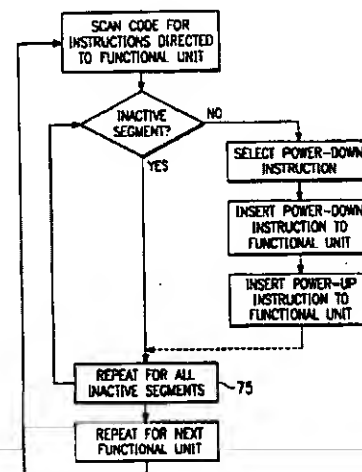 SCAN CODE FOR
INSTRUCTIONS DIRECTED
TO FUNCTIONAL UNIT
INACTIVE
SEGMENT?
NO
YES
SELECT POWER-DOWN
INSTRUCTION
INSERT POWER-DOWN
INSTRUCTION TO
FUNCTIONAL UNIT
INSERT POWER-UP
INSTRUCTION TO
FUNCTIONAL UNIT
REPEAT FOR ALL
INACTIVE SEGMENTS
75
REPEAT FOR NEXT
FUNCTIONAL UNIT